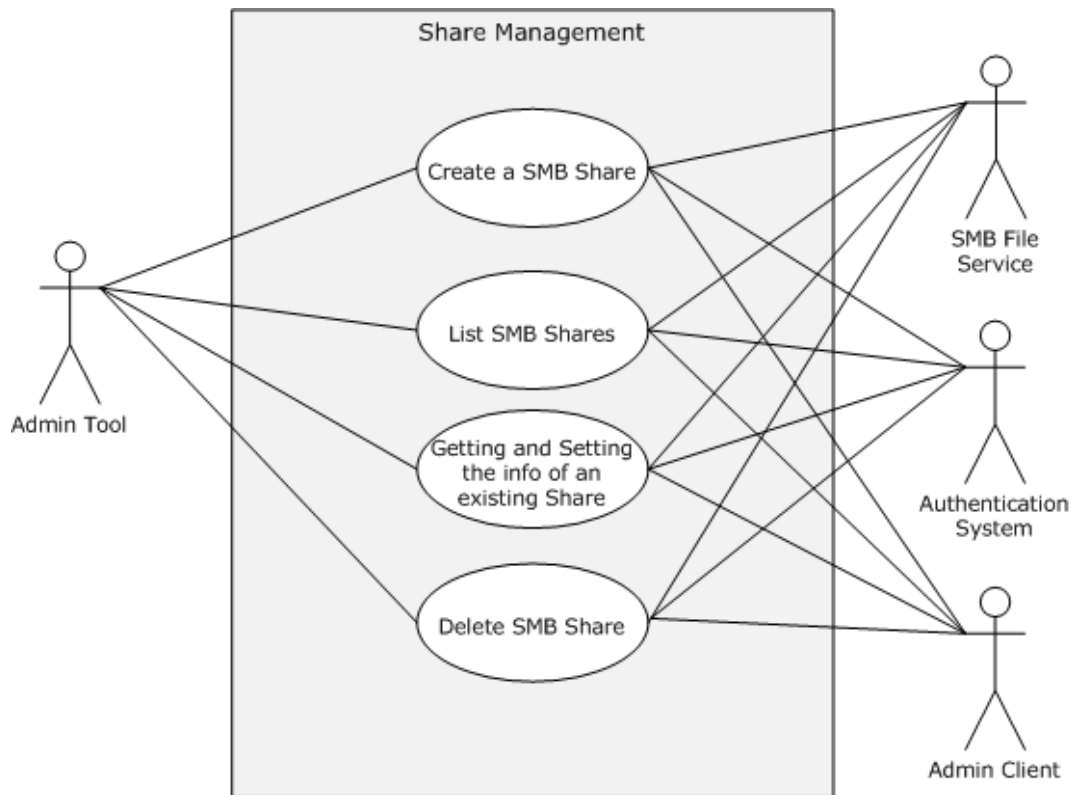 Share Management
Create a SMB Share
SMB File
Service
List SMB Shares
Admin Tool
Getting and Setting
the info of an
existing Share
Authentication
System
Delete SMB Share
Admin Client